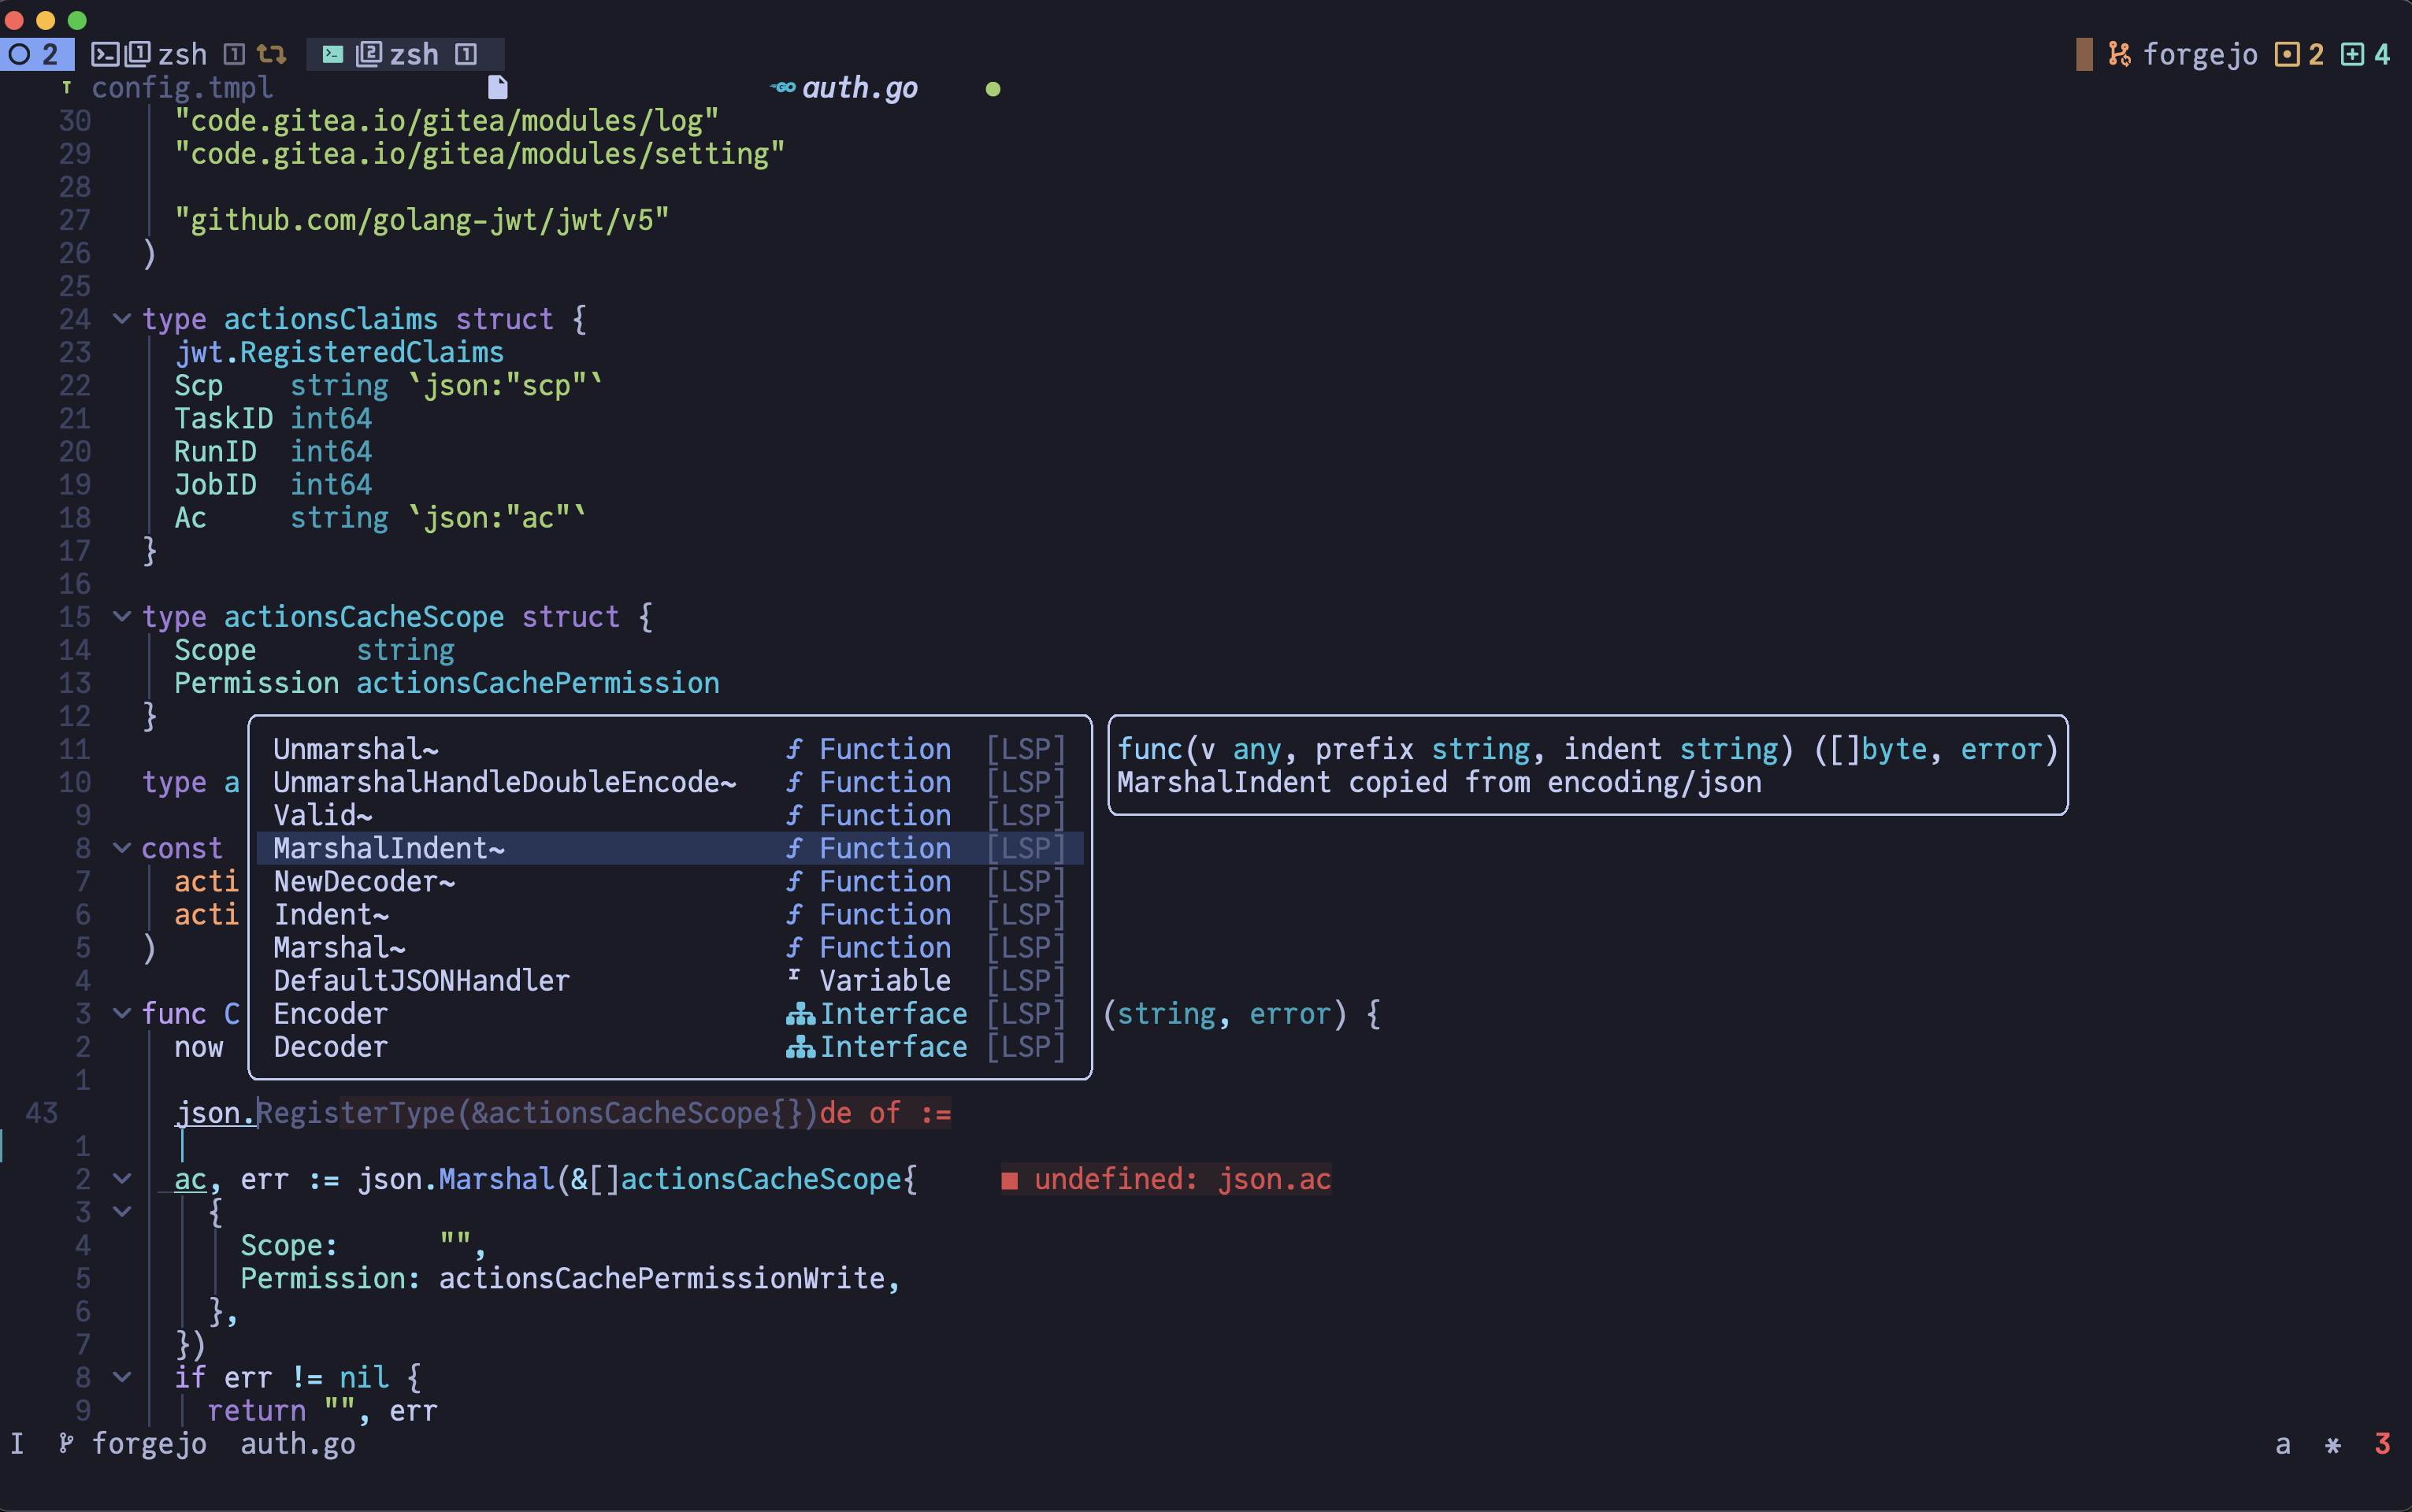 2 zsh 1 2 zsh 1 forgejo 2 4
T config.tmpl auth.go
30 "code.gitea.io/gitea/modules/log"
29 "code.gitea.io/gitea/modules/setting"
28
27 "github.com/golang-jwt/jwt/v5"
26 )
25
24 type actionsClaims struct {
23 jwt.RegisteredClaims
22 Scp string `json:"scp"`
21 TaskID int64
20 RunID int64
19 JobID int64
18 Ac string `json:"ac"`
17 }
16
15 type actionsCacheScope struct {
14 Scope string
13 Permission actionsCachePermission
12 }
11 Unmarshal~ f Function [LSP] func(v any, prefix string, indent string) ([]byte, error)
10 type a UnmarshalHandleDoubleEncode~ f Function [LSP] MarshalIndent copied from encoding/json
9 Valid~ f Function [LSP]
8 const MarshalIndent~ f Function [LSP]
7 acti NewDecoder~ f Function [LSP]
6 acti Indent~ f Function [LSP]
5 ) Marshal~ f Function [LSP]
4 DefaultJSONHandler Variable [LSP]
3 func C Encoder Interface [LSP] (string, error) {
2 now Decoder Interface [LSP]
1
43 json.RegisterType(&actionsCacheScope{})de of :=
1
2 ac, err := json.Marshal(&[]actionsCacheScope{ ■ undefined: json.ac
3 {
4 Scope: "",
5 Permission: actionsCachePermissionWrite,
6 },
7 })
8 if err != nil {
9 return "", err
I forgejo auth.go a * 3